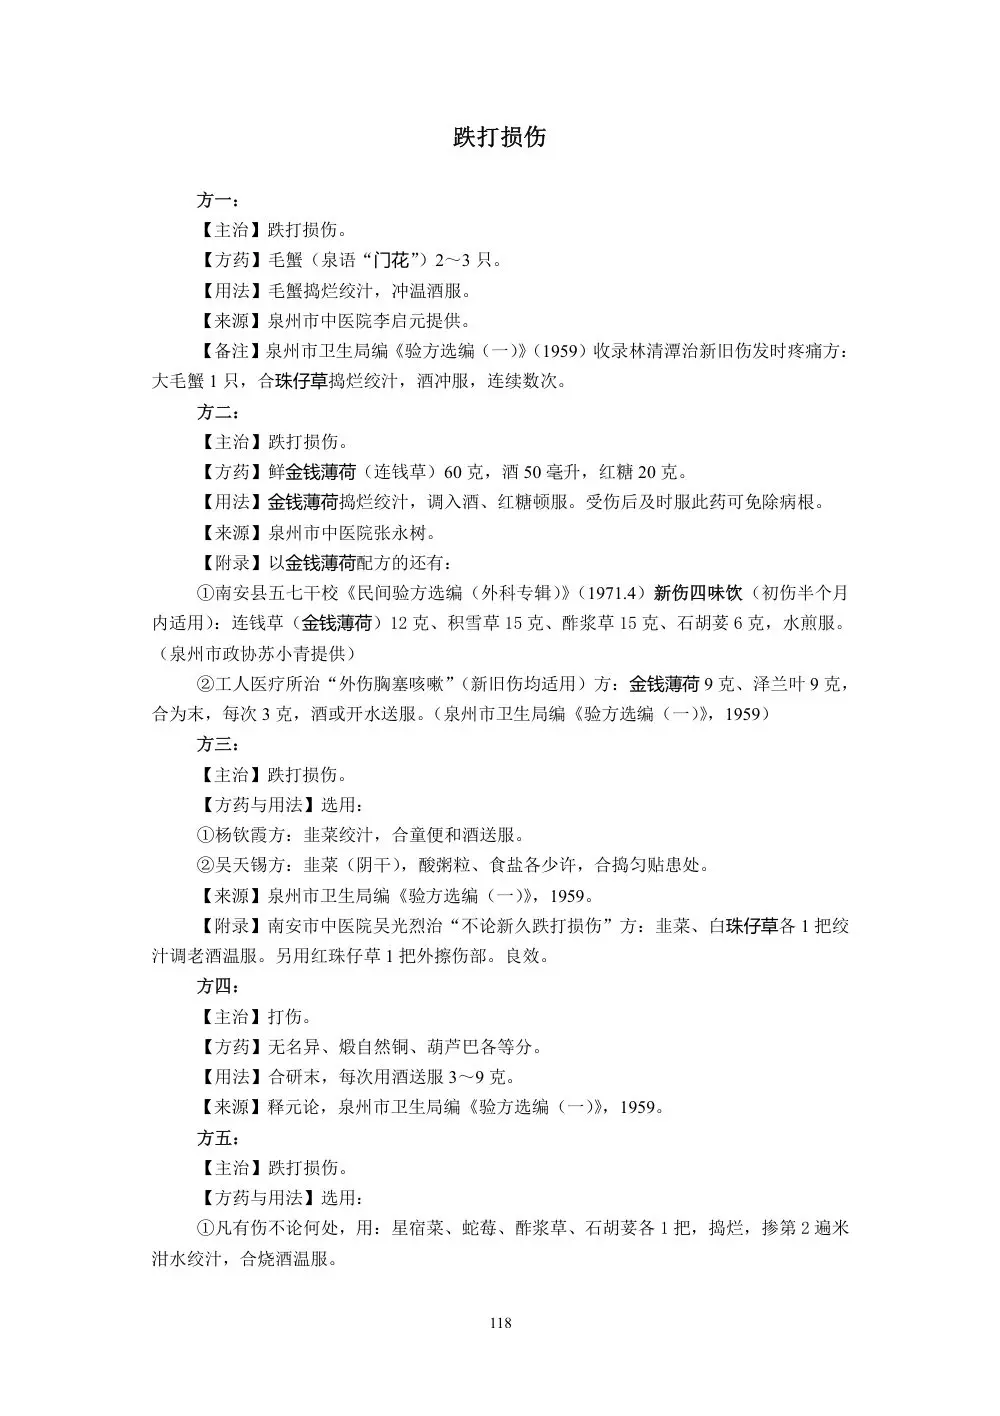 跌打损伤
方一：
【主治】跌打损伤。
【方药】毛蟹（泉语“门花”）2～3 只。
【用法】毛蟹捣烂绞汁，冲温酒服。
【来源】泉州市中医院李启元提供。
【备注】泉州市卫生局编《验方选编（一）》（1959）收录林清潭治新旧伤发时疼痛方：
大毛蟹 1 只，合珠仔草捣烂绞汁，酒冲服，连续数次。
方二：
【主治】跌打损伤。
【方药】鲜金钱薄荷（连钱草）60 克，酒 50 毫升，红糖 20 克。
【用法】金钱薄荷捣烂绞汁，调入酒、红糖顿服。受伤后及时服此药可免除病根。
【来源】泉州市中医院张永树。
【附录】以金钱薄荷配方的还有：
①南安县五七干校《民间验方选编（外科专辑）》（1971.4）新伤四味饮（初伤半个月
内适用）：连钱草（金钱薄荷）12 克、积雪草 15 克、酢浆草 15 克、石胡荽 6 克，水煎服。
（泉州市政协苏小青提供）
②工人医疗所治“外伤胸塞咳嗽”（新旧伤均适用）方：金钱薄荷 9 克、泽兰叶 9 克，
合为末，每次 3 克，酒或开水送服。（泉州市卫生局编《验方选编（一）》，1959）
方三：
【主治】跌打损伤。
【方药与用法】选用：
①杨钦霞方：韭菜绞汁，合童便和酒送服。
②吴天锡方：韭菜（阴干），酸粥粒、食盐各少许，合捣匀贴患处。
【来源】泉州市卫生局编《验方选编（一）》，1959。
【附录】南安市中医院吴光烈治“不论新久跌打损伤”方：韭菜、白珠仔草各 1 把绞
汁调老酒温服。另用红珠仔草 1 把外擦伤部。良效。
方四：
【主治】打伤。
【方药】无名异、煅自然铜、葫芦巴各等分。
【用法】合研末，每次用酒送服 3～9 克。
【来源】释元论，泉州市卫生局编《验方选编（一）》，1959。
方五：
【主治】跌打损伤。
【方药与用法】选用：
①凡有伤不论何处，用：星宿菜、蛇莓、酢浆草、石胡荽各 1 把，捣烂，掺第 2 遍米
泔水绞汁，合烧酒温服。
118